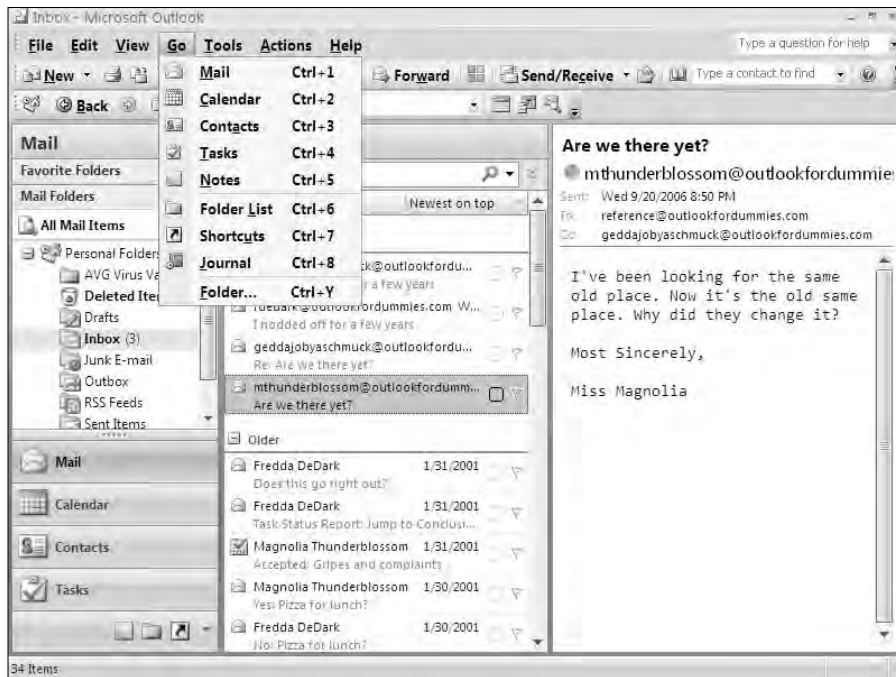 Inbox - Microsoft Outlook
File Edit View Go Tools Actions Help
Type a question for help
New
Forward
Send/Receive
Type a contact to find
Back
Mail Ctrl+1
Calendar Ctrl+2
Contacts Ctrl+3
Tasks Ctrl+4
Notes Ctrl+5
Folder List Ctrl+6
Shortcuts Ctrl+7
Journal Ctrl+8
Folder... Ctrl+Y
Mail
Favorite Folders
Mail Folders
All Mail Items
Personal Folders
AVG Virus
Deleted
Drafts
Inbox (3)
Junk E-mail
Outbox
RSS Feeds
Sent Items
Mail
Calendar
Contacts
Tasks
Newest on top
ck@outlookfordu...
r a few years
@outlookfordummies.com W...
I nodded off for a few years
geddajobyaschmuck@outlookfordu...
Re: Are we there yet?
mthunderblossom@outlookfordumm...
Are we there yet?
Older
Fredda DeDark 1/31/2001
Does this go right out?
Fredda DeDark 1/31/2001
Task Status Report: Jump to Conclusi...
Magnolia Thunderblossom 1/31/2001
Accepted: Gripes and complaints
Magnolia Thunderblossom 1/30/2001
Yes: Pizza for lunch?
Fredda DeDark 1/30/2001
No: Pizza for lunch?
Are we there yet?
mthunderblossom@outlookfordummie
Sent: Wed 9/20/2006 8:50 PM
To: reference@outlookfordummies.com
Cc: geddajobyaschmuck@outlookfordummies.com
I've been looking for the same
old place. Now it's the old same
place. Why did they change it?
Most Sincerely,
Miss Magnolia
34 Items